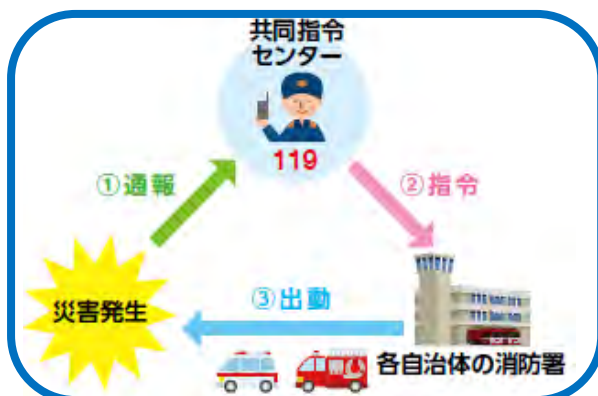 共同指令
センター
119
①通報
②指令
災害発生
③出動
各自治体の消防署